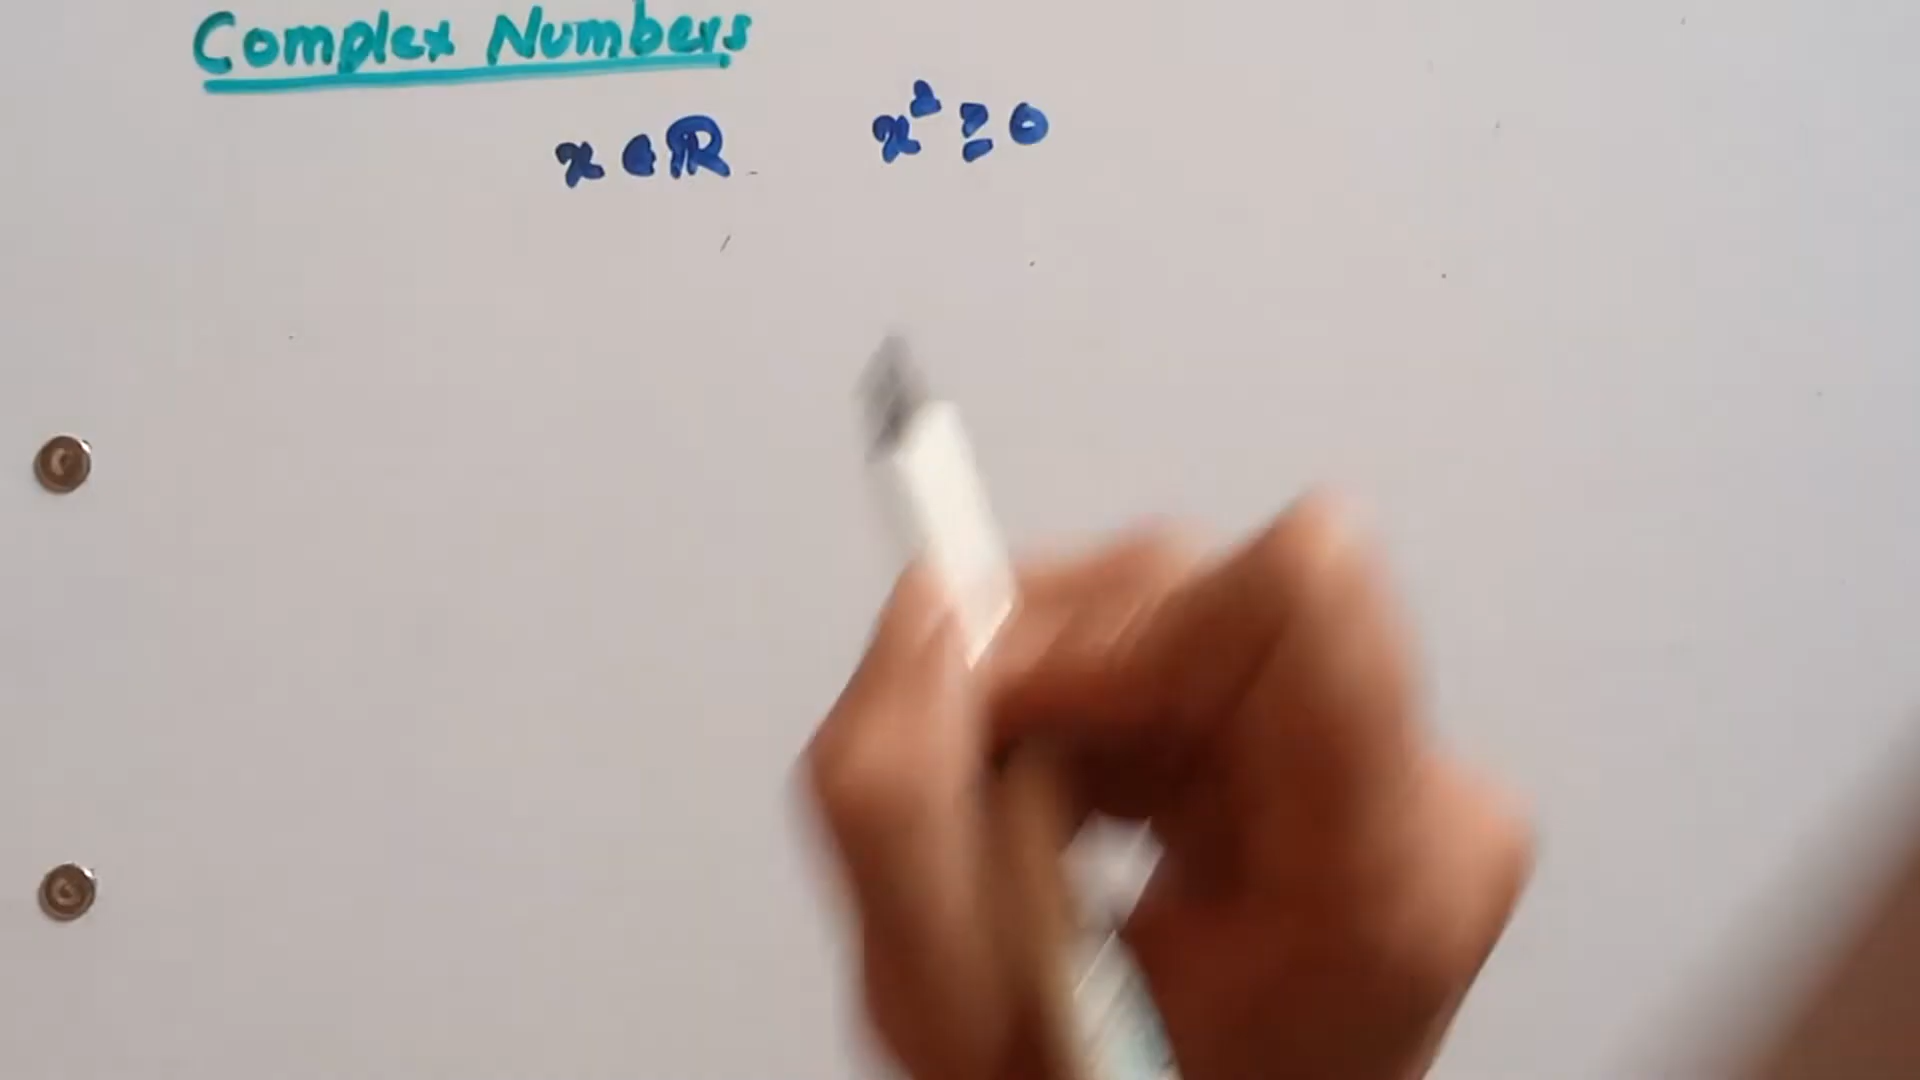 Complex Numbers
x ∈ ℝ x² ≥ 0